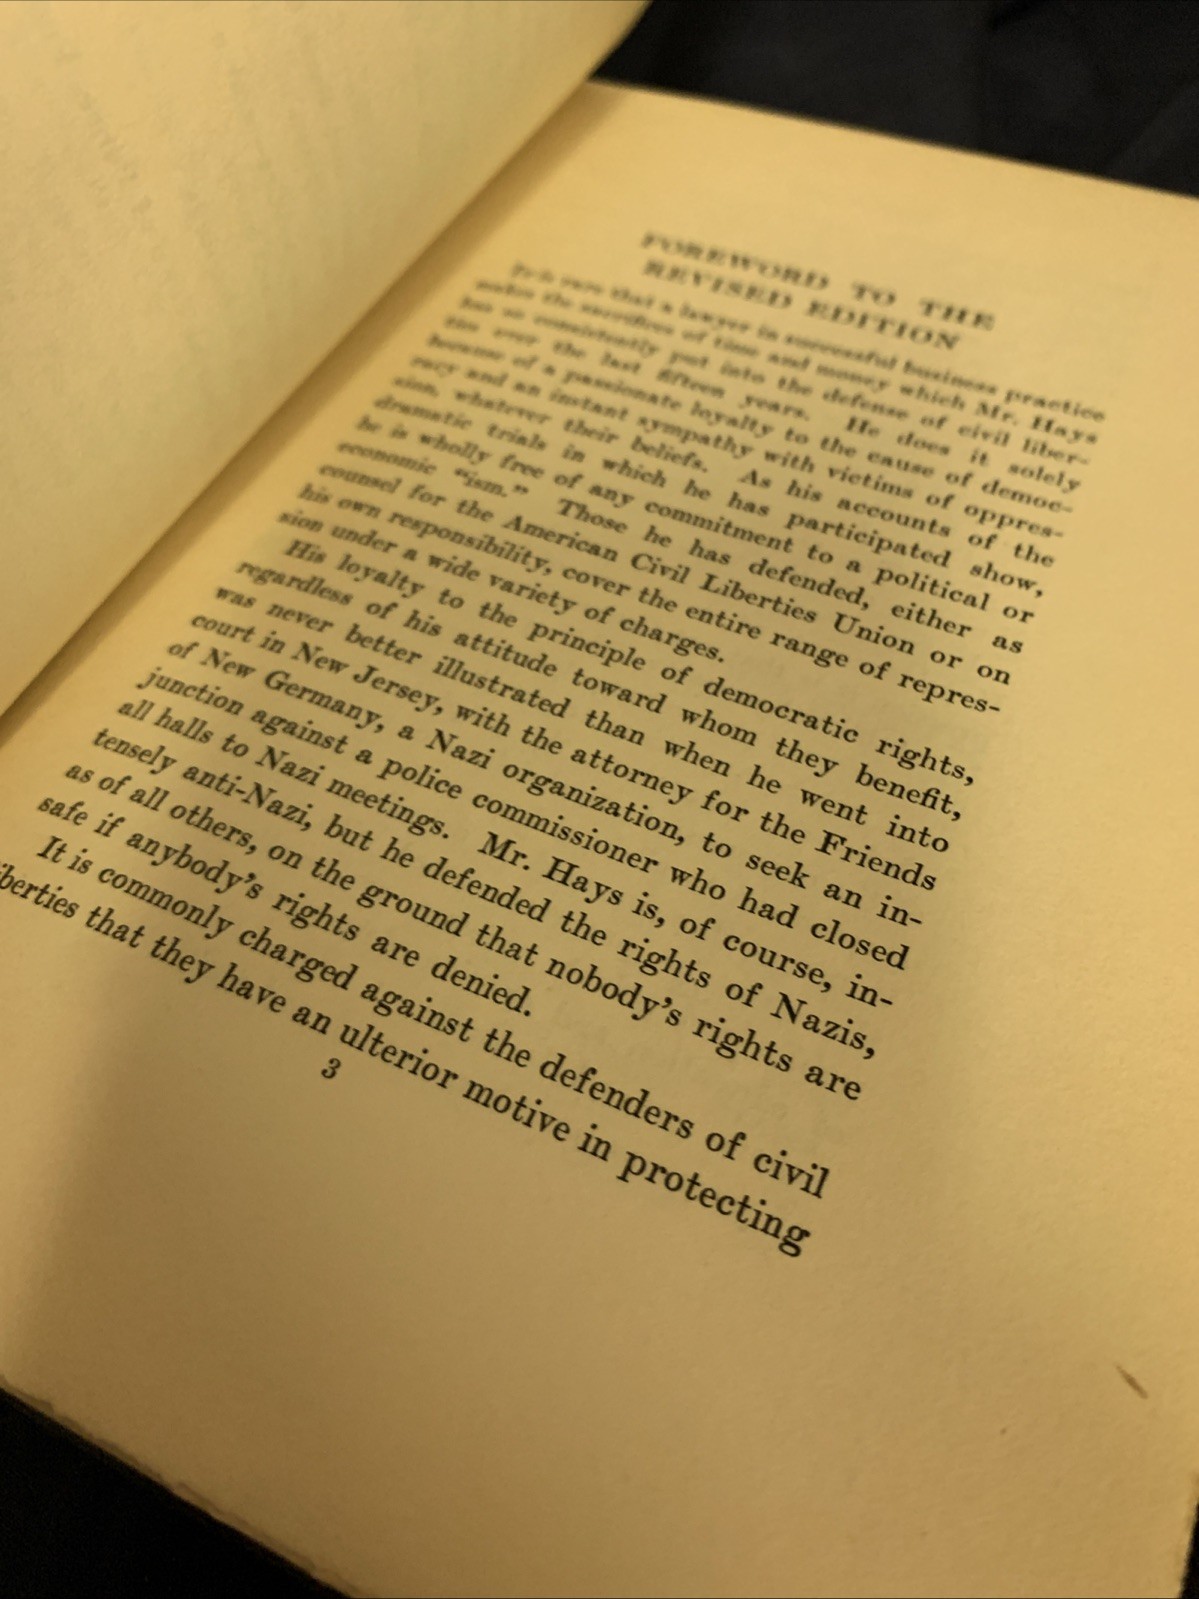 FOREWORD TO THE
REVISED EDITION
It is rare that a lawyer in successful business practice
makes the sacrifices of time and money which Mr. Hays
has so consistently put into the defense of civil liber-
ties over the last fifteen years. He does it solely
because of a passionate loyalty to the cause of democ-
racy and an instant sympathy with victims of oppres-
sion, whatever their beliefs. As his accounts of the
dramatic trials in which he has participated show,
he is wholly free of any commitment to a political or
economic “ism.” Those he has defended, either as
counsel for the American Civil Liberties Union or on
his own responsibility, cover the entire range of repres-
sion under a wide variety of charges.
His loyalty to the principle of democratic rights,
regardless of his attitude toward whom they benefit,
was never better illustrated than when he went into
court in New Jersey, with the attorney for the Friends
of New Germany, a Nazi organization, to seek an in-
junction against a police commissioner who had closed
all halls to Nazi meetings. Mr. Hays is, of course, in-
tensely anti-Nazi, but he defended the rights of Nazis,
as of all others, on the ground that nobody’s rights are
safe if anybody’s rights are denied.
It is commonly charged against the defenders of civil
iberties that they have an ulterior motive in protecting
3